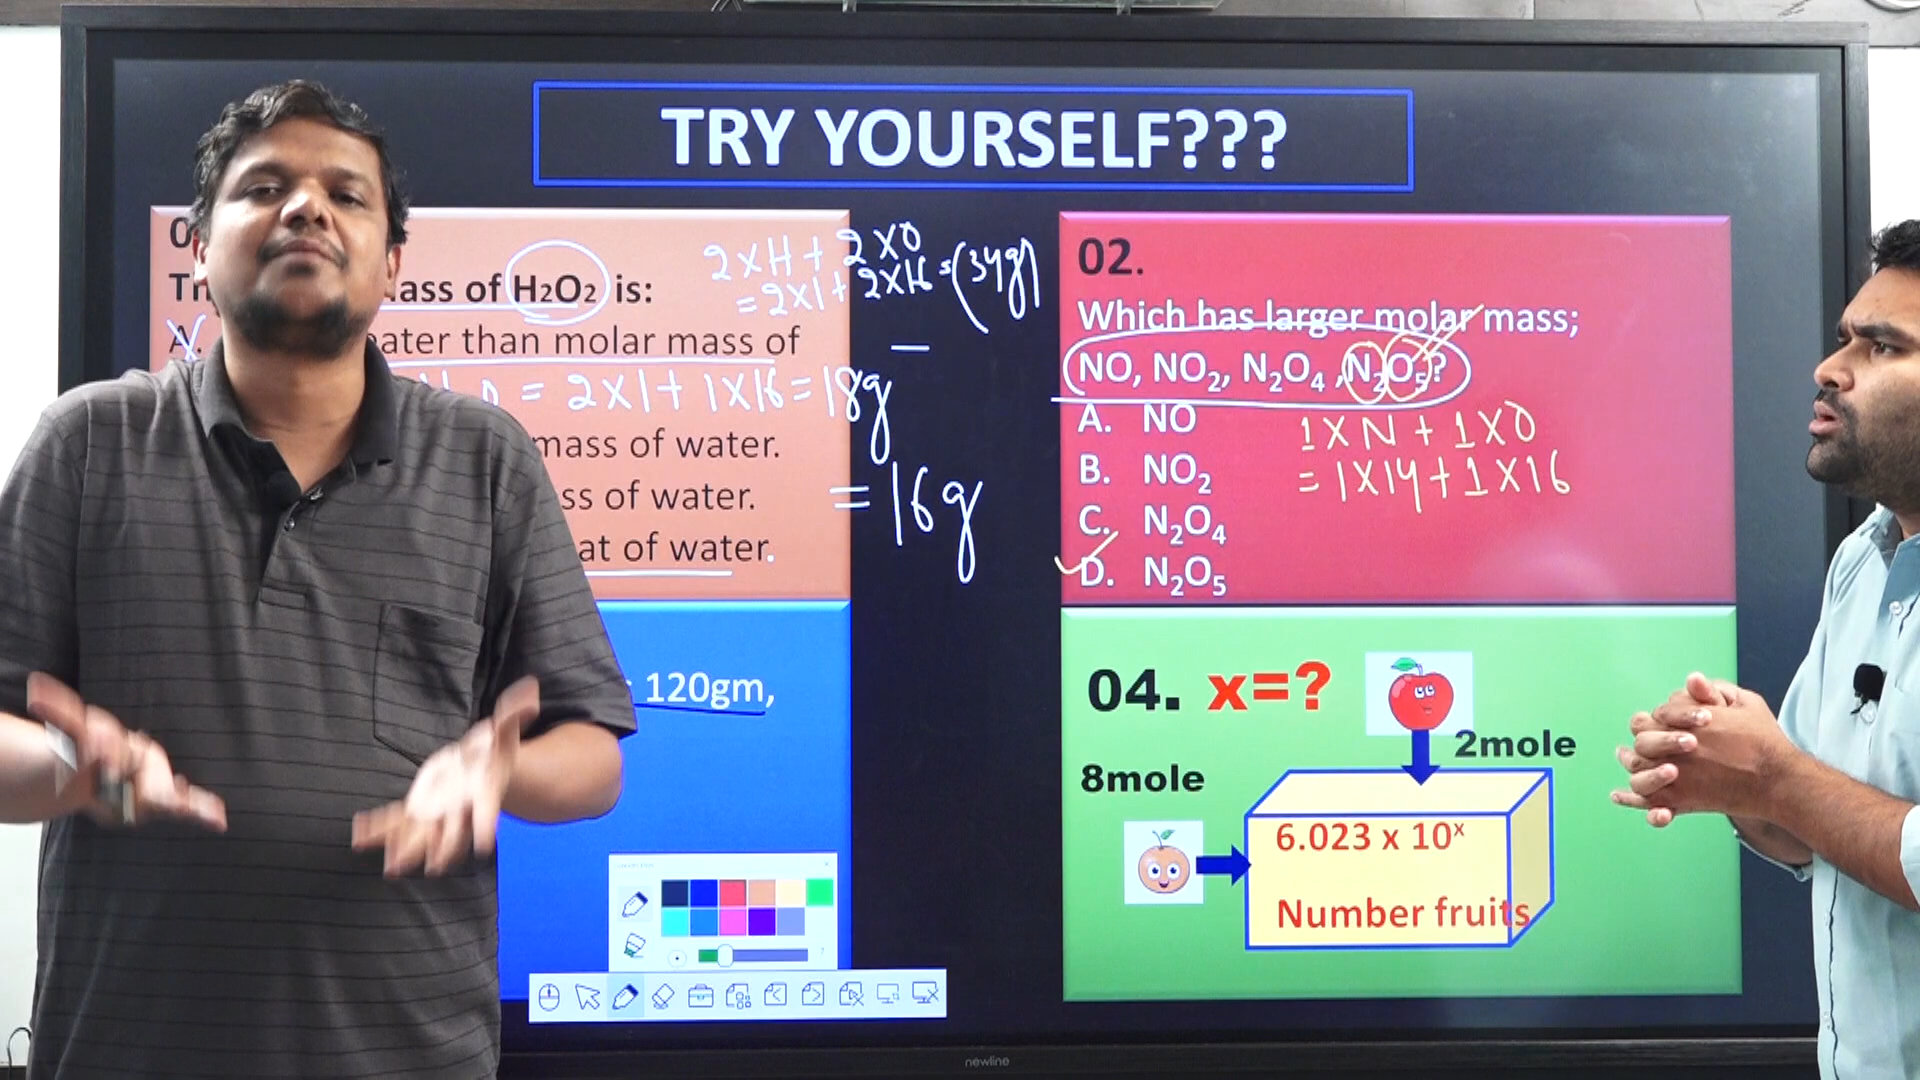 TRY YOURSELF???
ass of H₂O₂ is:
2 X H + 2 X O
= 2 X 1 + 2 X 16 = (34g)
A. eater than molar mass of
= 2 X 1 + 1 X 16 = 18g
mass of water.
ss of water.
at of water.
— = 16g
120gm,
02.
Which has larger molar mass;
NO, NO₂, N₂O₄ ,N₂O₅?
A. NO
B. NO₂
C. N₂O₄
D. N₂O₅
1 X N + 1 X O
= 1 X 14 + 1 X 16
04. x=?
2mole
8mole
6.023 x 10ˣ
Number fruits
newline